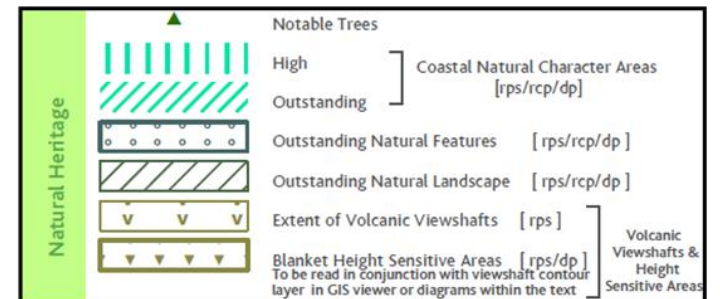 Natural Heritage
Notable Trees
High
Outstanding
Coastal Natural Character Areas
[rps/rcp/dp]
Outstanding Natural Features [ rps/rcp/dp ]
Outstanding Natural Landscape [ rps/rcp/dp ]
Extent of Volcanic Viewshafts [ rps ]
Blanket Height Sensitive Areas [rps/dp]
To be read in conjunction with viewshaft contour
layer in GIS viewer or diagrams within the text
Volcanic
Viewshafts &
Height
Sensitive Areas